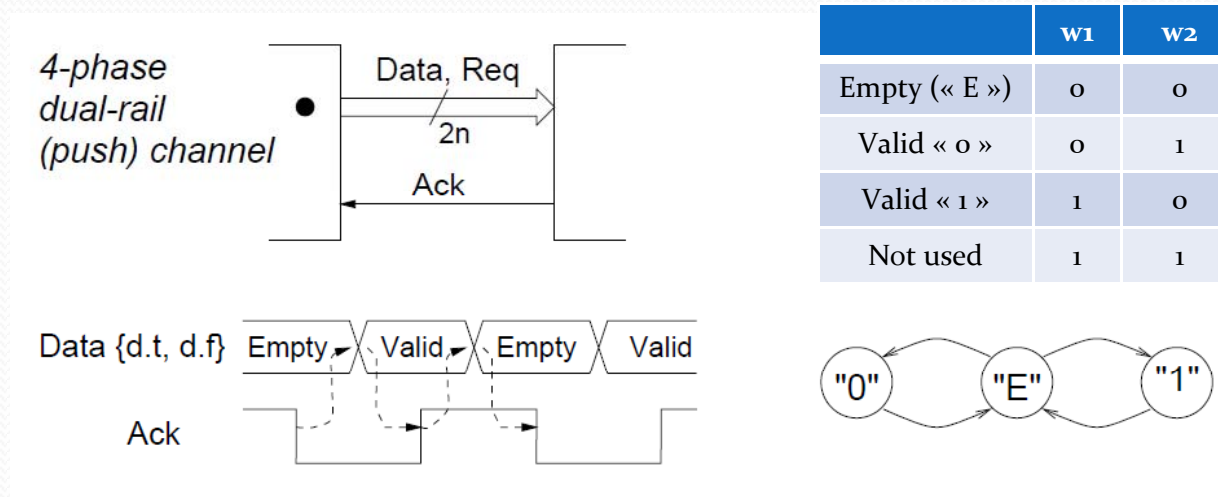 4-phase
dual-rail
(push) channel
Data, Req
2n
Ack
w1 w2
Empty (« E ») 0 0
Valid « 0 » 0 1
Valid « 1 » 1 0
Not used 1 1
Data {d.t, d.f} Empty Valid Empty Valid
Ack
"0" "E" "1"